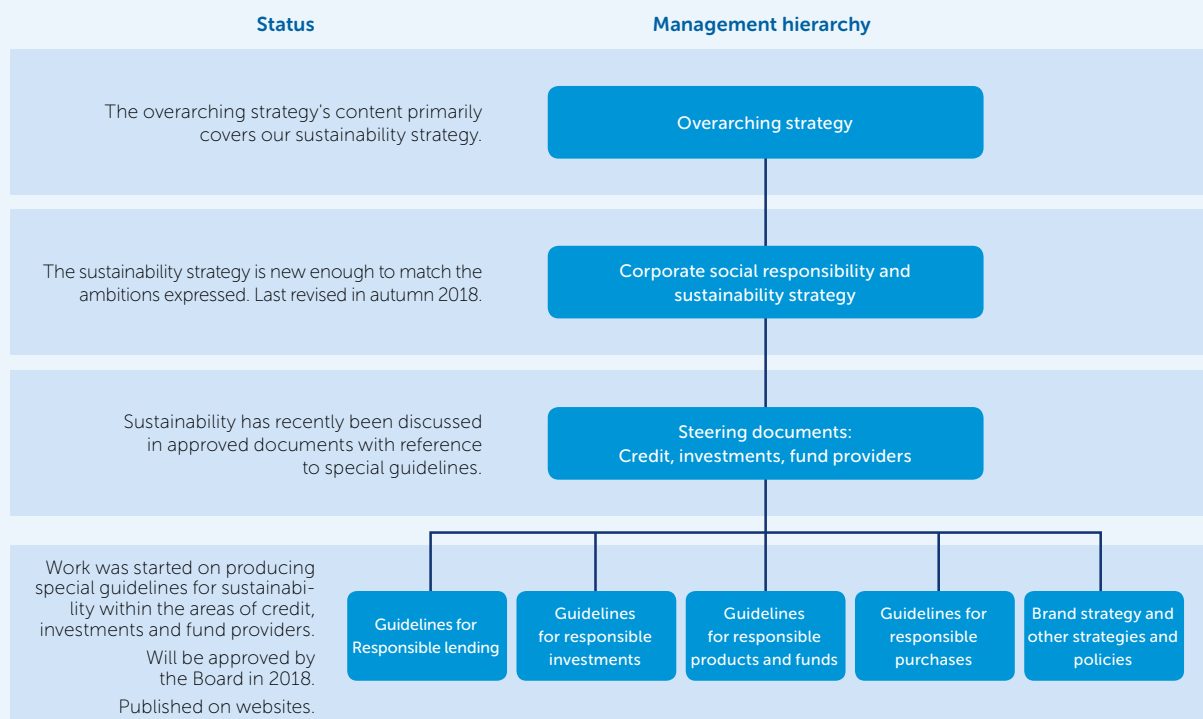 Status
Management hierarchy
The overarching strategy's content primarily
covers our sustainability strategy.
Overarching strategy
The sustainability strategy is new enough to match the
ambitions expressed. Last revised in autumn 2018.
Corporate social responsibility and
sustainability strategy
Sustainability has recently been discussed
in approved documents with reference
to special guidelines.
Steering documents:
Credit, investments, fund providers
Work was started on producing
special guidelines for sustainabi-
lity within the areas of credit,
investments and fund providers.
Will be approved by
the Board in 2018.
Published on websites.
Guidelines for
Responsible lending
Guidelines
for responsible
investments
Guidelines
for responsible
products and funds
Guidelines for
responsible
purchases
Brand strategy and
other strategies and
policies